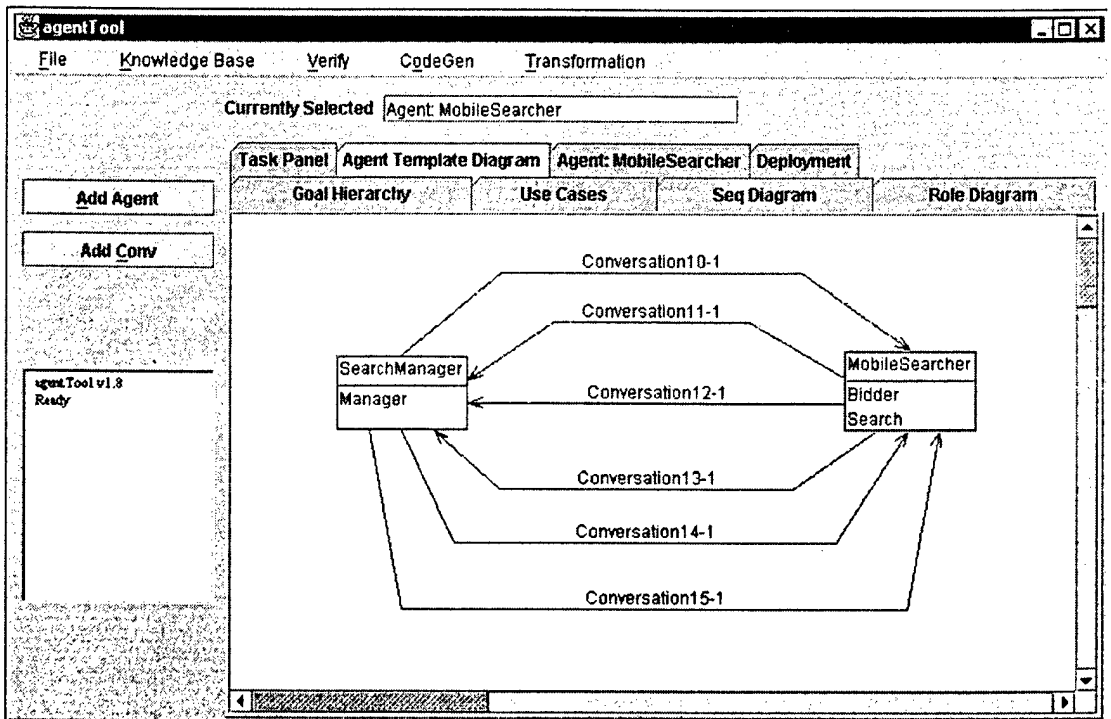 agentTool
File Knowledge Base Verify CodeGen Transformation
Currently Selected Agent: MobileSearcher
Task Panel Agent Template Diagram Agent: MobileSearcher Deployment
Goal Hierarchy Use Cases Seq Diagram Role Diagram
Add Agent
Add Conv
agentTool v1.8
Ready
Conversation10-1
Conversation11-1
SearchManager
Manager
Conversation12-1
MobileSearcher
Bidder
Search
Conversation13-1
Conversation14-1
Conversation15-1